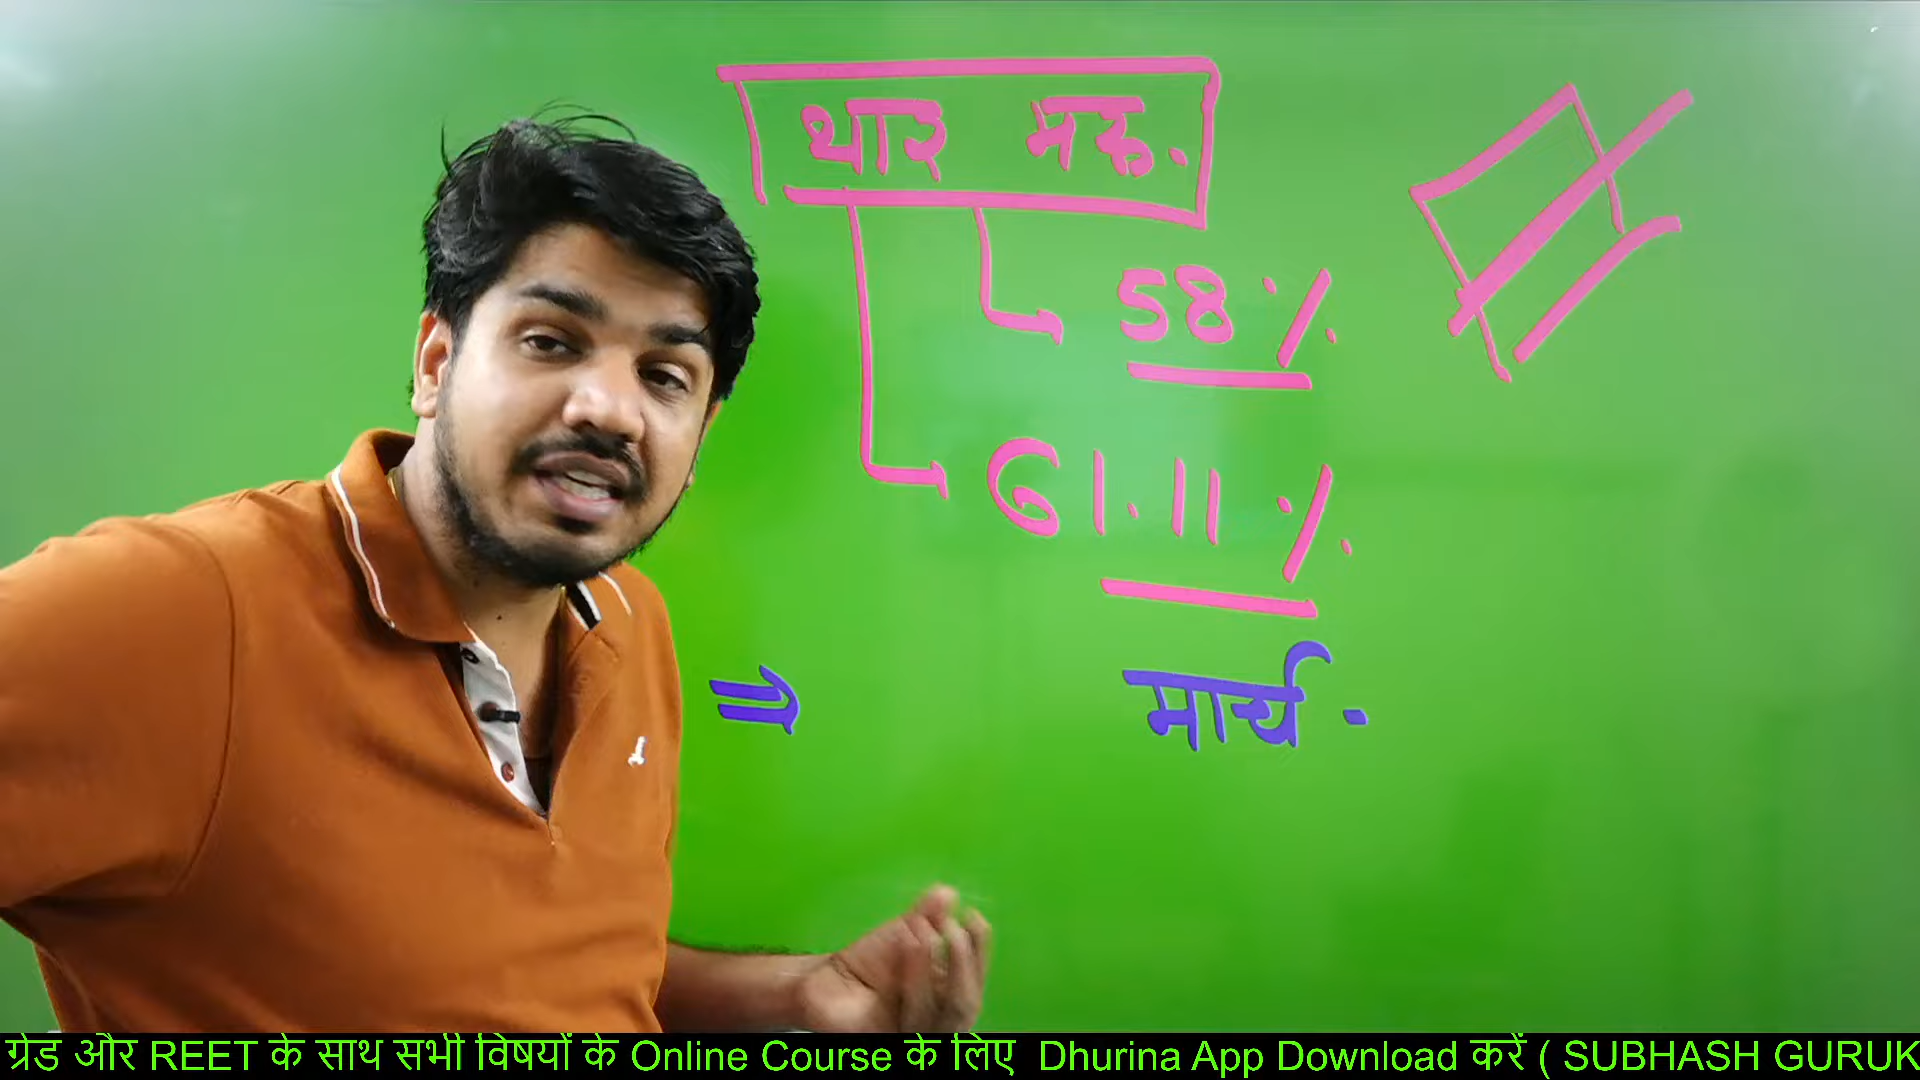 थार मरु.
58%
61.11%
⇒ मार्च.
ग्रेड और REET के साथ सभी विषयों के Online Course के लिए Dhurina App Download करें ( SUBHASH GURUK